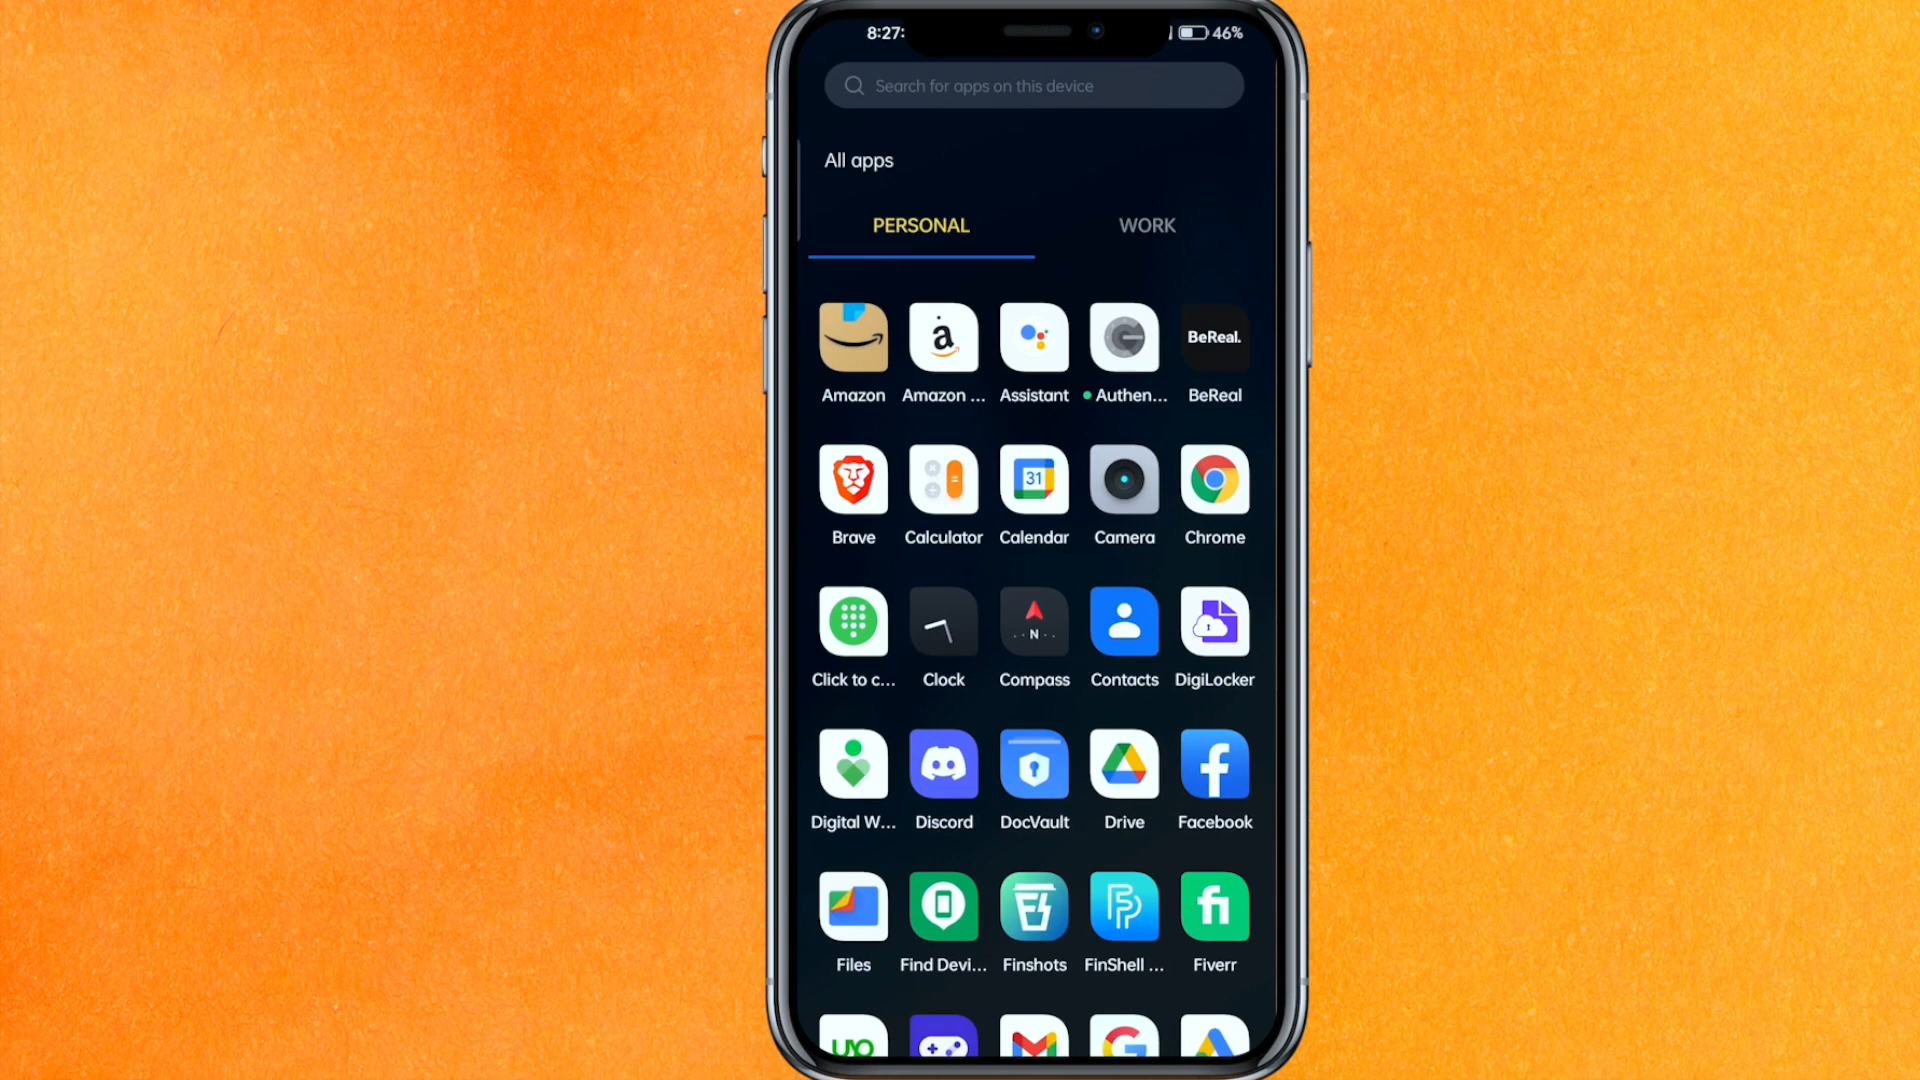 8:27:
46%
Search for apps on this device
All apps
PERSONAL WORK
a
BeReal.
Amazon Amazon ... Assistant Authen... BeReal
31
Brave Calculator Calendar Camera Chrome
N
Click to c... Clock Compass Contacts DigiLocker
Digital W... Discord DocVault Drive Facebook
fi
Files Find Devi... Finshots FinShell ... Fiverr